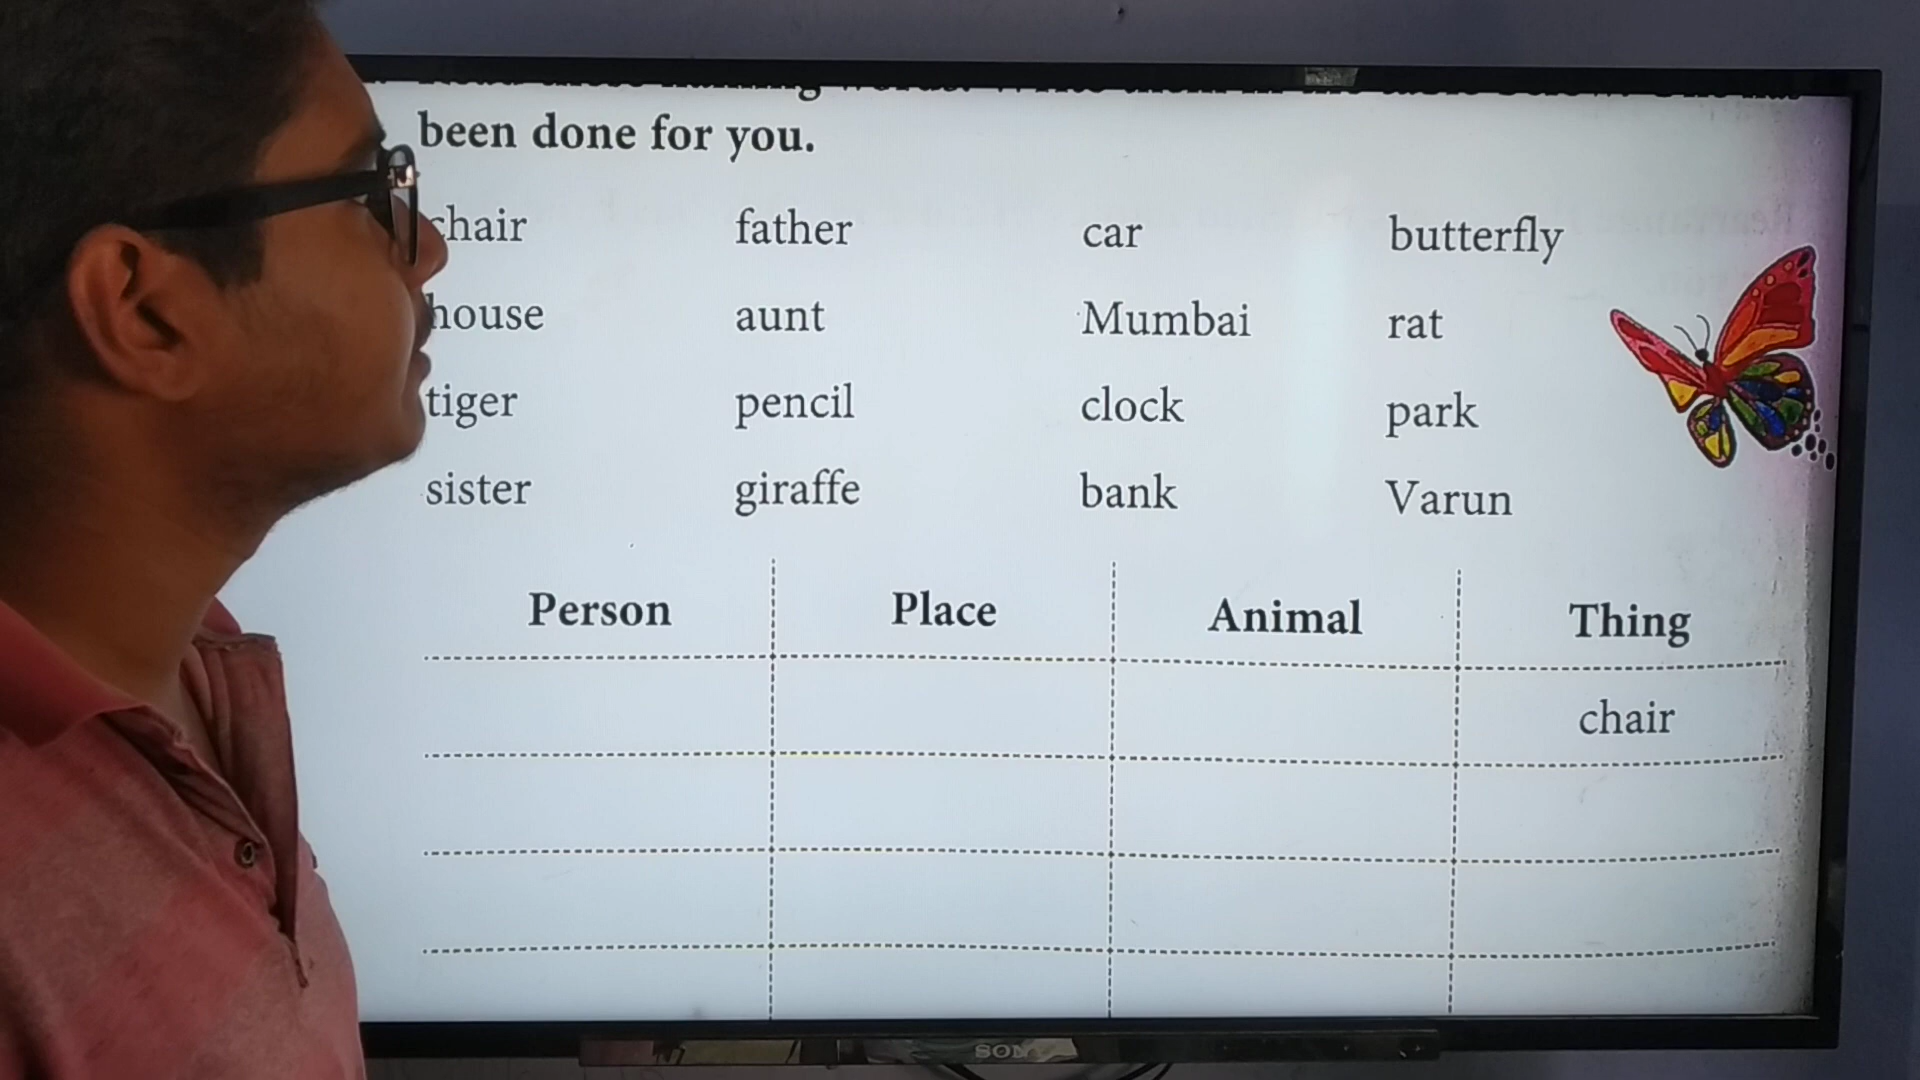 been done for you.
chair father car butterfly
house aunt Mumbai rat
tiger pencil clock park
sister giraffe bank Varun
Person Place Animal Thing
chair
SONY